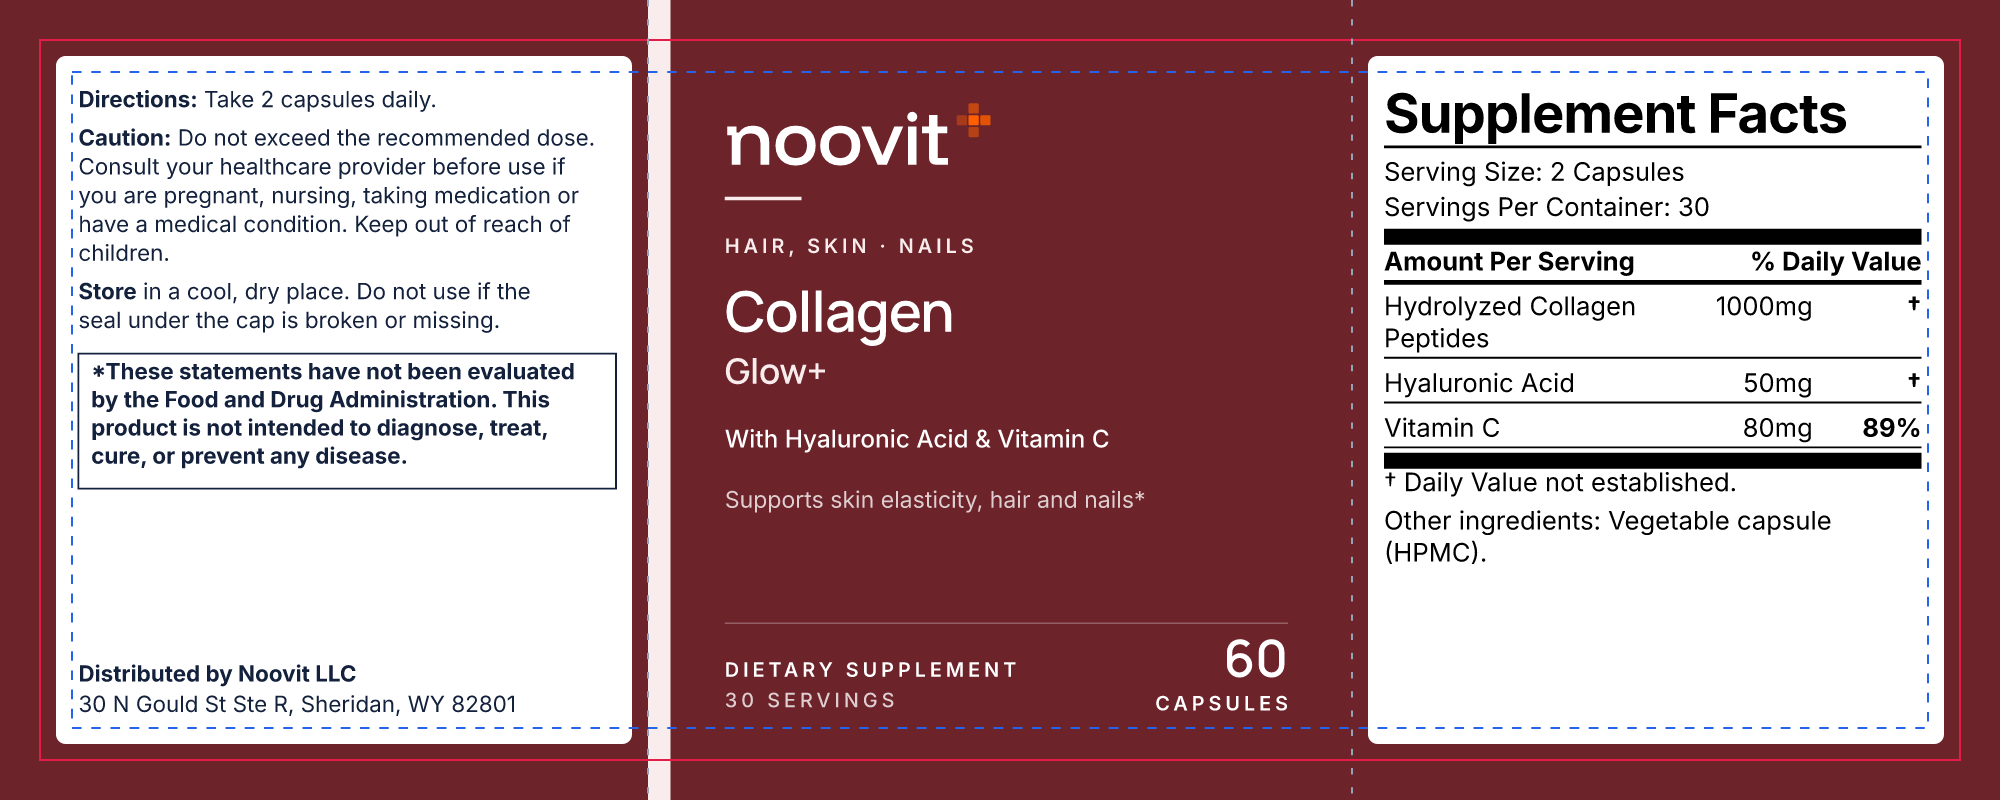 Directions: Take 2 capsules daily.
Caution: Do not exceed the recommended dose.
Consult your healthcare provider before use if
you are pregnant, nursing, taking medication or
have a medical condition. Keep out of reach of
children.
Store in a cool, dry place. Do not use if the
seal under the cap is broken or missing.
*These statements have not been evaluated
by the Food and Drug Administration. This
product is not intended to diagnose, treat,
cure, or prevent any disease.
Distributed by Noovit LLC
30 N Gould St Ste R, Sheridan, WY 82801
noovit
HAIR, SKIN · NAILS
Collagen
Glow+
With Hyaluronic Acid & Vitamin C
Supports skin elasticity, hair and nails*
DIETARY SUPPLEMENT
30 SERVINGS
60
CAPSULES
Supplement Facts
Serving Size: 2 Capsules
Servings Per Container: 30
Amount Per Serving % Daily Value
Hydrolyzed Collagen 1000mg †
Peptides
Hyaluronic Acid 50mg †
Vitamin C 80mg 89%
† Daily Value not established.
Other ingredients: Vegetable capsule
(HPMC).